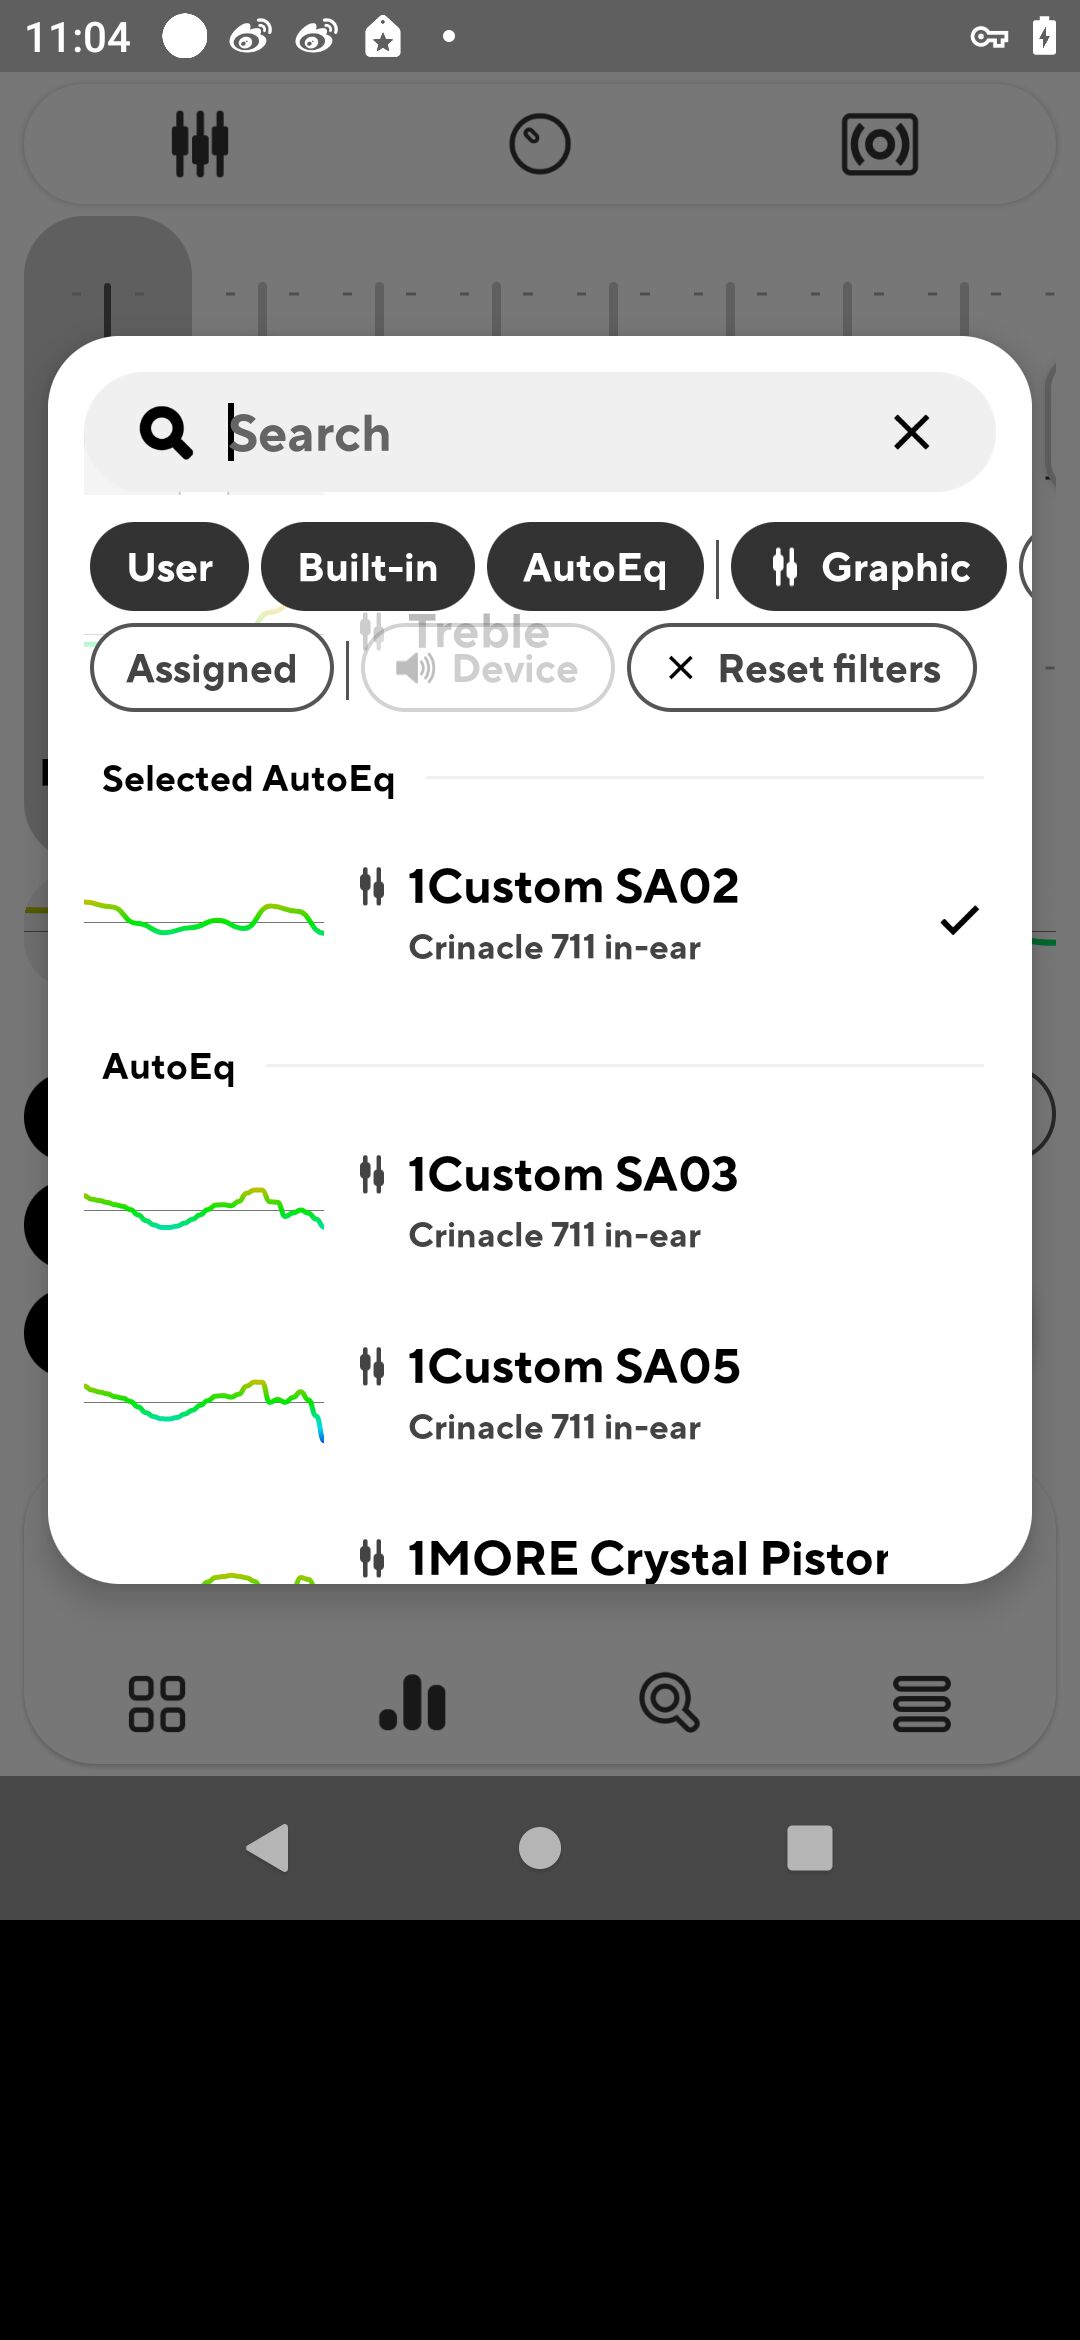 11:04
Search
User Built-in AutoEq Graphic
Treble
Assigned Device Reset filters
Selected AutoEq
1Custom SA02
Crinacle 711 in-ear
AutoEq
1Custom SA03
Crinacle 711 in-ear
1Custom SA05
Crinacle 711 in-ear
1MORE Crystal Piston